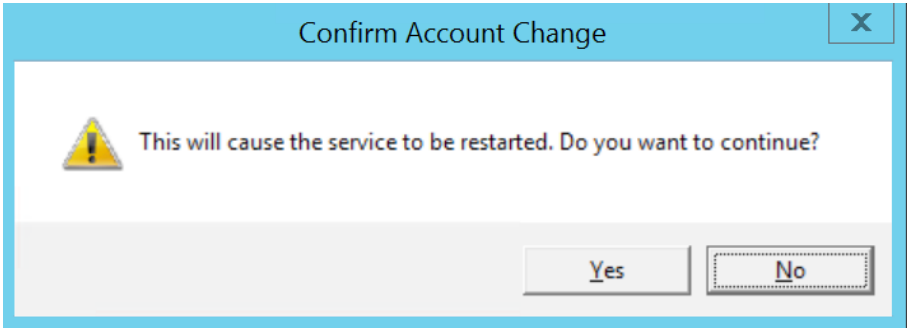 Confirm Account Change
X
This will cause the service to be restarted. Do you want to continue?
Yes
No